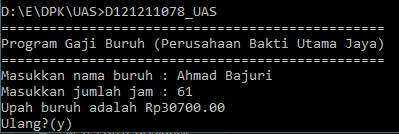 D:\E\DPK\UAS>D121211078_UAS
================================================
Program Gaji Buruh (Perusahaan Bakti Utama Jaya)
================================================
Masukkan nama buruh : Ahmad Bajuri
Masukkan jumlah jam : 61
Upah buruh adalah Rp30700.00
Ulang?(y)